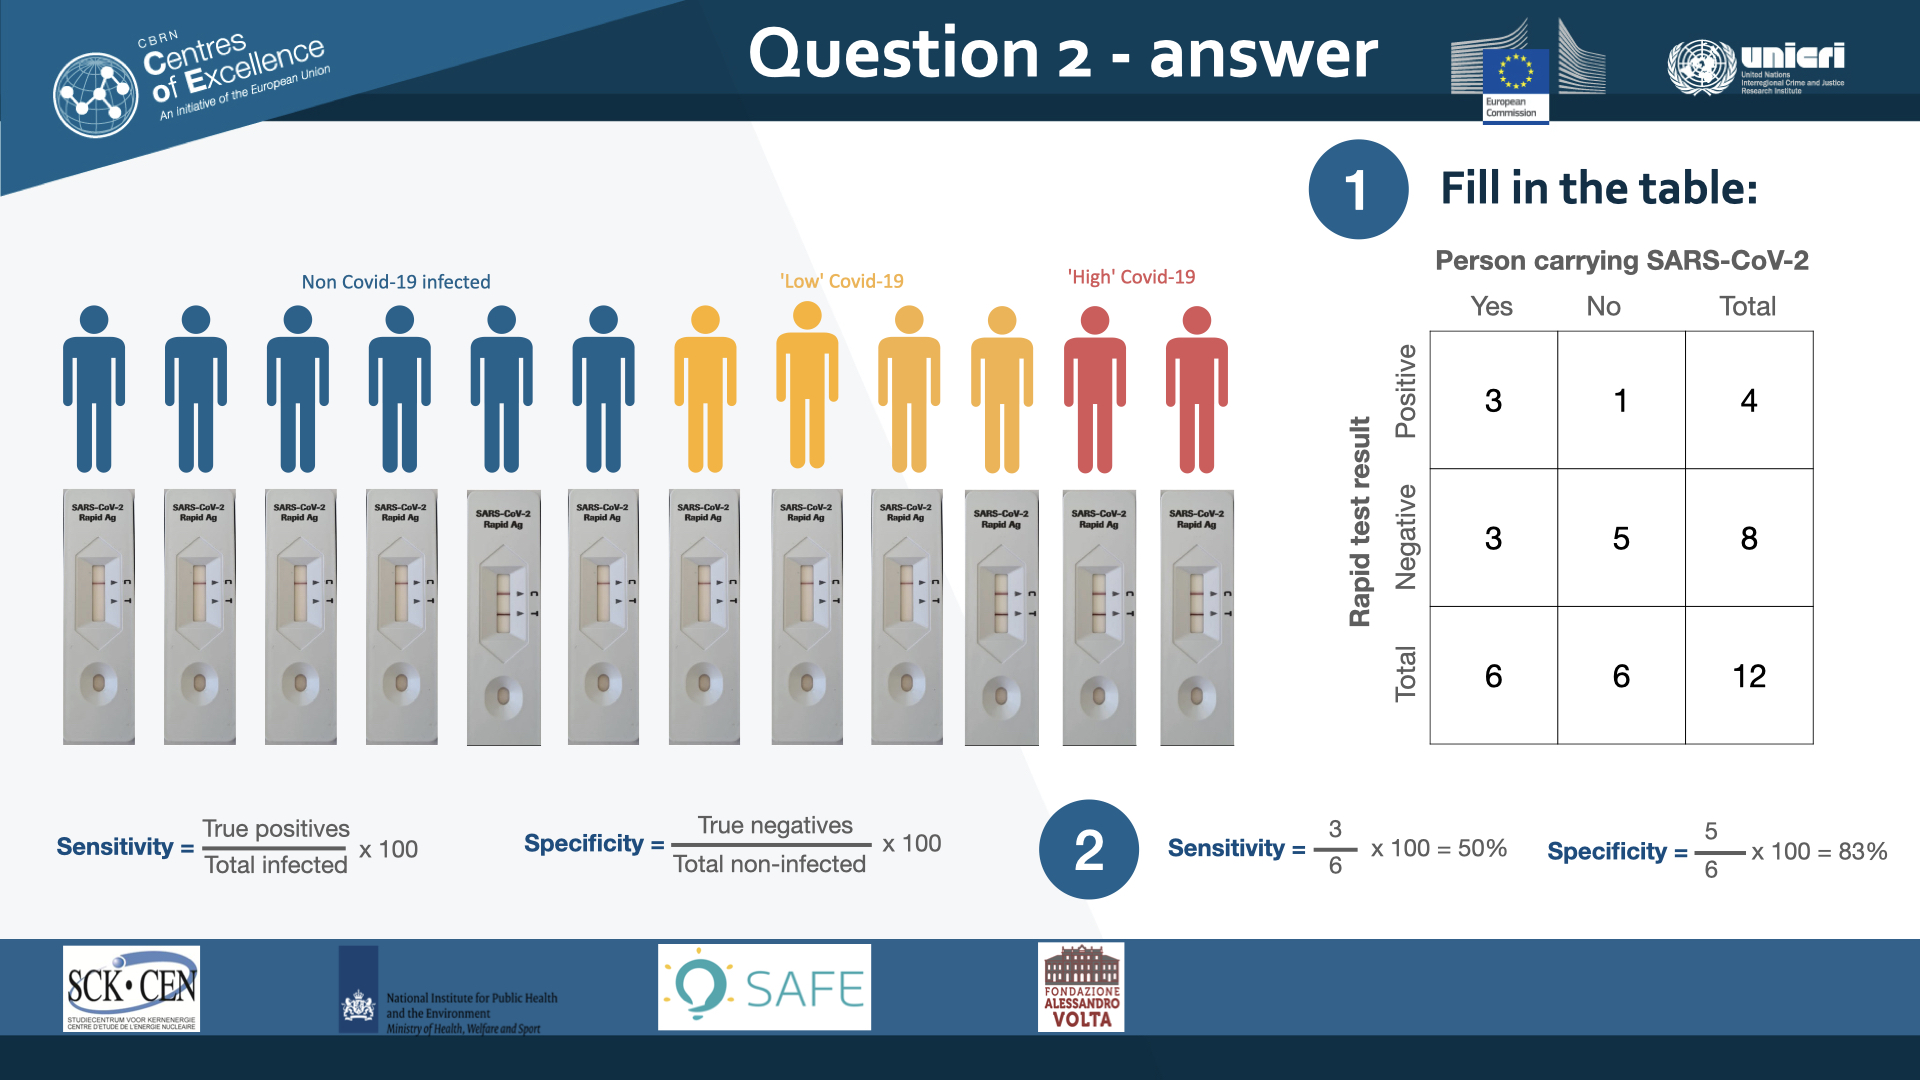 CBRN
Centres
of Excellence
An initiative of the European Union
Question 2 - answer
European
Commission
unicri
United Nations
Interregional Crime and Justice
Research Institute
1
Fill in the table:
Person carrying SARS-CoV-2
Yes No Total
Rapid test result
Positive 3 1 4
Negative 3 5 8
Total 6 6 12
Non Covid-19 infected
'Low' Covid-19
'High' Covid-19
SARS-CoV-2
Rapid Ag
C
T
SARS-CoV-2
Rapid Ag
C
T
SARS-CoV-2
Rapid Ag
C
T
SARS-CoV-2
Rapid Ag
C
T
SARS-CoV-2
Rapid Ag
C
T
SARS-CoV-2
Rapid Ag
C
T
SARS-CoV-2
Rapid Ag
C
T
SARS-CoV-2
Rapid Ag
C
T
SARS-CoV-2
Rapid Ag
C
T
SARS-CoV-2
Rapid Ag
C
T
SARS-CoV-2
Rapid Ag
C
T
SARS-CoV-2
Rapid Ag
C
T
Sensitivity = True positives / Total infected x 100
Specificity = True negatives / Total non-infected x 100
2
Sensitivity = 3 / 6 x 100 = 50%
Specificity = 5 / 6 x 100 = 83%
SCK•CEN
STUDIECENTRUM VOOR KERNENERGIE
CENTRE D'ETUDE DE L'ENERGIE NUCLEAIRE
National Institute for Public Health
and the Environment
Ministry of Health, Welfare and Sport
SAFE
FONDAZIONE
ALESSANDRO
VOLTA